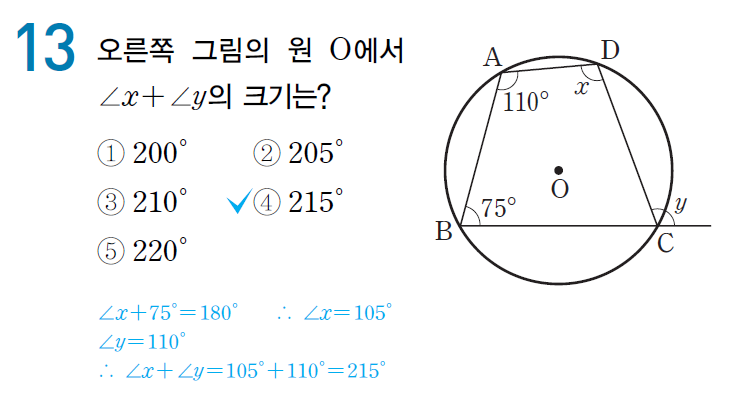 13 오른쪽 그림의 원 O에서
∠x+∠y의 크기는?
① 200° ② 205°
③ 210° ④ 215°
⑤ 220°
A
D
110°
x
O
75°
y
B
C
∠x+75°=180° ∴ ∠x=105°
∠y=110°
∴ ∠x+∠y=105°+110°=215°